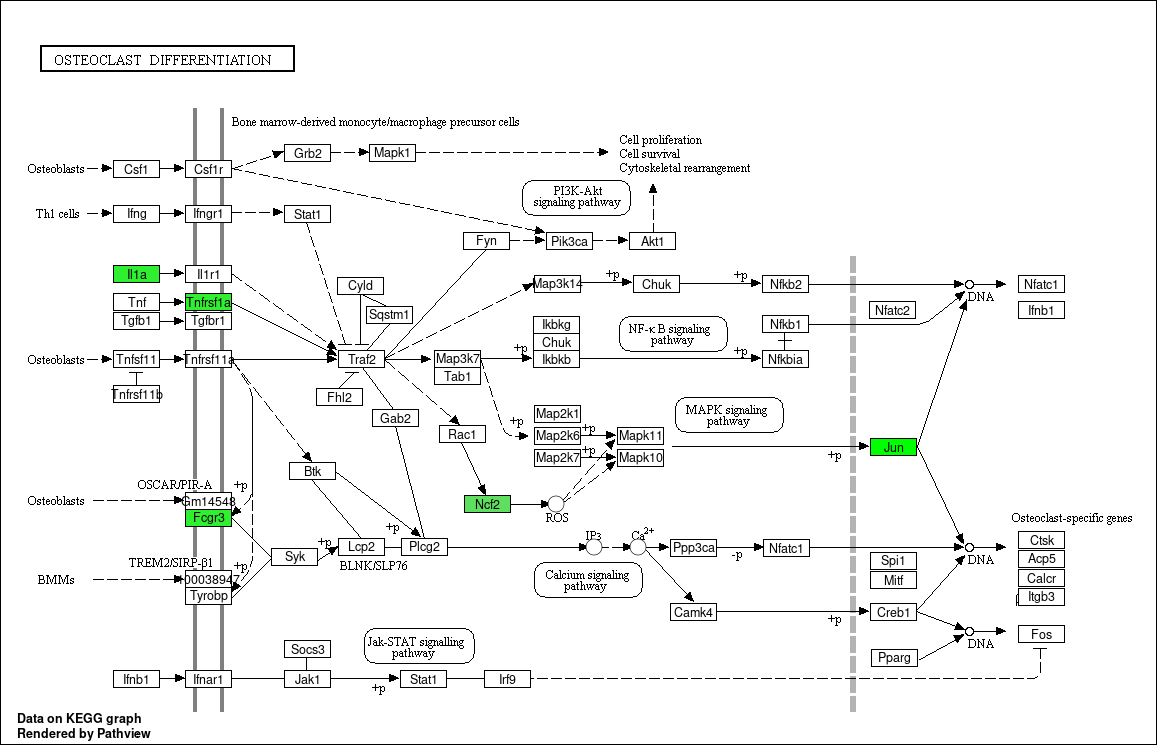 OSTEOCLAST DIFFERENTIATION
Bone marrow-derived monocyte/macrophage precursor cells
Osteoblasts
Csf1
Csf1r
Grb2
Mapk1
Cell proliferation
Cell survival
Cytoskeletal rearrangement
PI3K-Akt
signaling pathway
Th1 cells
Ifng
Ifngr1
Stat1
Fyn
Pik3ca
Akt1
Il1a
Il1r1
Tnf
Tnfrsf1a
Tgfb1
Tgfbr1
Cyld
Sqstm1
Map3k14
+p
Chuk
+p
Nfkb2
DNA
Nfatc1
Ifnb1
Nfatc2
Ikbkg
Chuk
Ikbkb
NF-κ B signaling
pathway
Nfkb1
Nfkbia
+p
+p
Osteoblasts
Tnfsf11
Tnfrsf11a
Tnfrsf11b
Traf2
Map3k7
Tab1
Fhl2
Gab2
Rac1
+p
Map2k1
Map2k6
Map2k7
+p
+p
Mapk11
Mapk10
MAPK signaling
pathway
+p
Jun
Btk
OSCAR/PIR-A
+p
Osteoblasts
Gm14548
Fcgr3
Ncf2
ROS
TREM2/SIRP-β1
+p
BMMs
00038947
Tyrobp
Syk
+p
Lcp2
BLNK/SLP76
+p
Plcg2
IP3
Ca2+
Ppp3ca
-p
Nfatc1
Calcium signaling
pathway
Camk4
+p
Spi1
Mitf
Creb1
Pparg
DNA
DNA
Osteoclast-specific genes
Ctsk
Acp5
Calcr
Itgb3
Fos
Jak-STAT signalling
pathway
Socs3
Ifnb1
Ifnar1
Jak1
+p
Stat1
Irf9
Data on KEGG graph
Rendered by Pathview